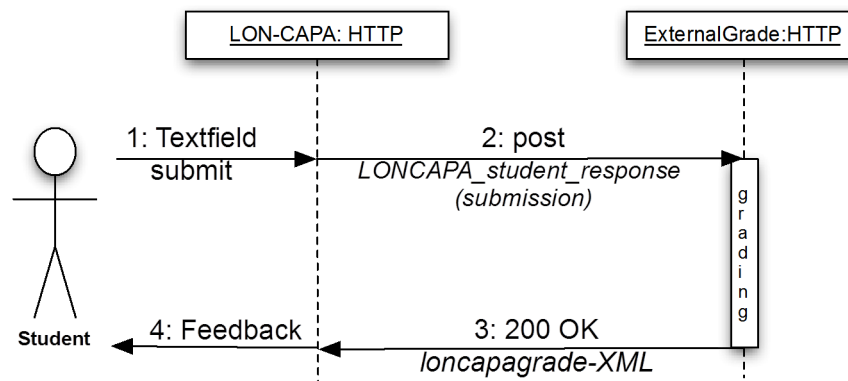 LON-CAPA: HTTP
ExternalGrade:HTTP
1: Textfield
submit
2: post
LONCAPA_student_response
(submission)
grading
Student
4: Feedback
3: 200 OK
loncapagrade-XML